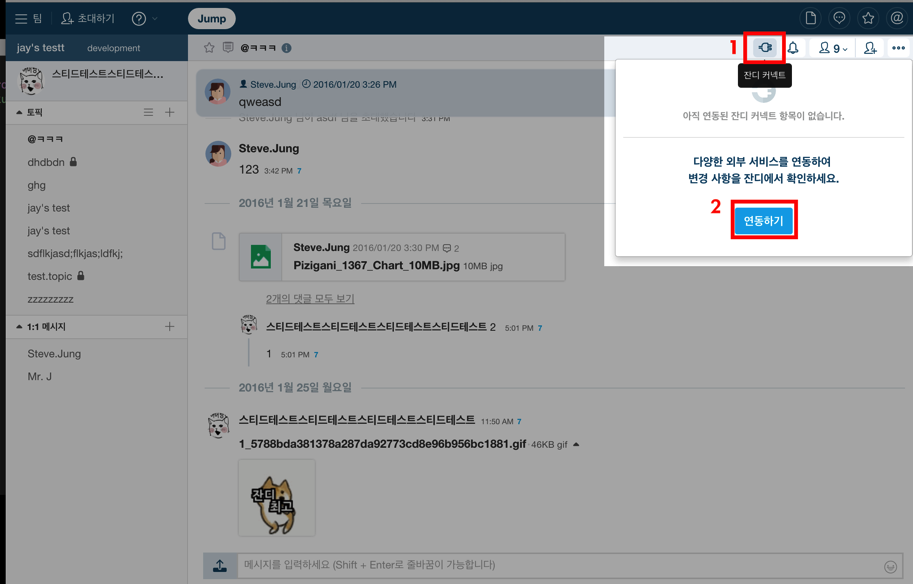 팀 초대하기 Jump
jay's testt development
@ㅋㅋㅋ
1
9
잔디 커넥트
스티드테스트스티드테스...
토픽
@ㅋㅋㅋ
dhdbdn
ghg
jay's test
jay's test
sdflkjasd;flkjas;ldfkj;
test.topic
zzzzzzzzz
1:1 메시지
Steve.Jung
Mr. J
Steve.Jung 2016/01/20 3:26 PM
qweasd
Steve.Jung 님이 asdf 님을 초대했습니다 3:31 PM
Steve.Jung
123 3:42 PM 7
2016년 1월 21일 목요일
Steve.Jung 2016/01/20 3:30 PM 2
Pizigani_1367_Chart_10MB.jpg 10MB jpg
2개의 댓글 모두 보기
스티드테스트스티드테스트스티드테스트스티드테스트 2 5:01 PM 7
1 5:01 PM 7
2016년 1월 25일 월요일
스티드테스트스티드테스트스티드테스트스티드테스트 11:50 AM 7
1_5788bda381378a287da92773cd8e96b956bc1881.gif 46KB gif
잔디
최고
메시지를 입력하세요 (Shift + Enter로 줄바꿈이 가능합니다)
아직 연동된 잔디 커넥트 항목이 없습니다.
다양한 외부 서비스를 연동하여
변경 사항을 잔디에서 확인하세요.
2
연동하기